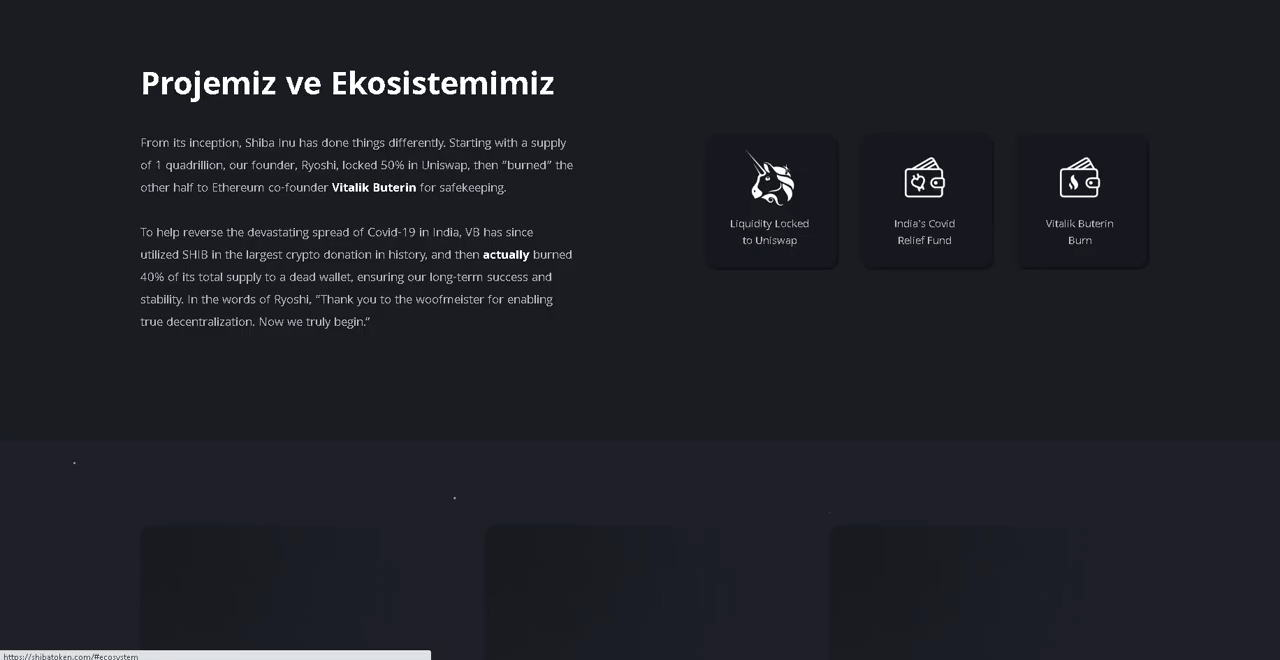 Projemiz ve Ekosistemimiz
From its inception, Shiba Inu has done things differently. Starting with a supply
of 1 quadrillion, our founder, Ryoshi, locked 50% in Uniswap, then “burned” the
other half to Ethereum co-founder Vitalik Buterin for safekeeping.
To help reverse the devastating spread of Covid-19 in India, VB has since
utilized SHIB in the largest crypto donation in history, and then actually burned
40% of its total supply to a dead wallet, ensuring our long-term success and
stability. In the words of Ryoshi, “Thank you to the woofmeister for enabling
true decentralization. Now we truly begin.”
Liquidity Locked
to Uniswap
India's Covid
Relief Fund
Vitalik Buterin
Burn
https://shibatoken.com/#ecosystem